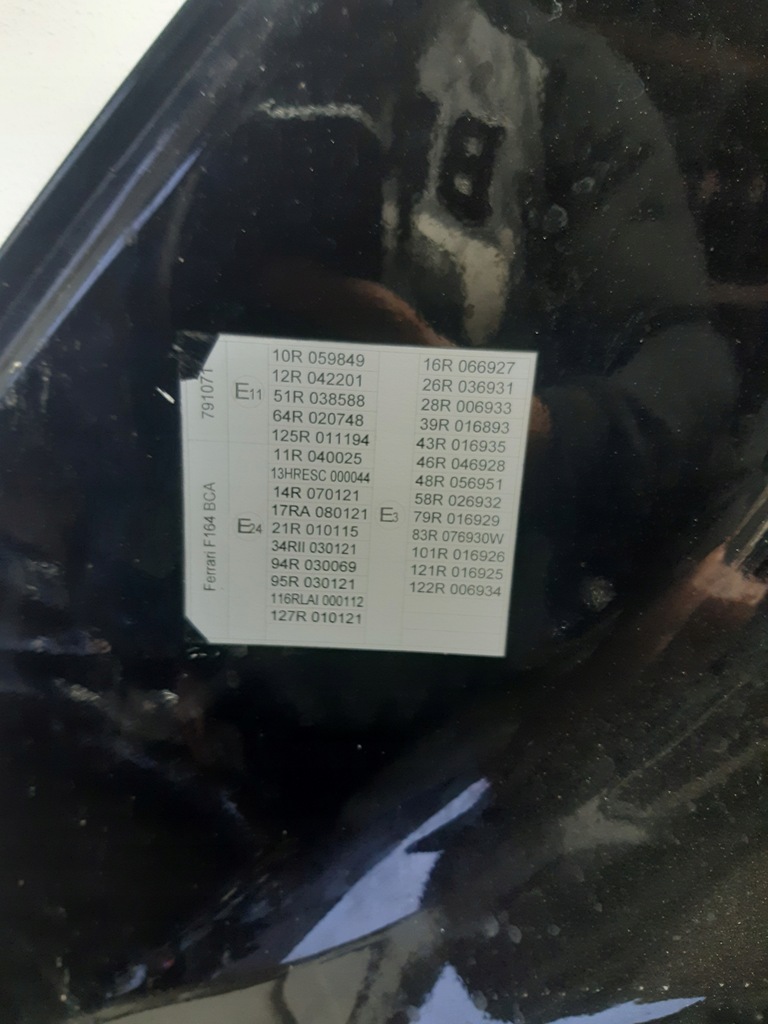 791071
Ferrari F164 BCA
E11
10R 059849
12R 042201
51R 038588
64R 020748
125R 011194
E24
11R 040025
13HRESC 000044
14R 070121
17RA 080121
21R 010115
34RII 030121
94R 030069
95R 030121
116RLAI 000112
127R 010121
E3
16R 066927
26R 036931
28R 006933
39R 016893
43R 016935
46R 046928
48R 056951
58R 026932
79R 016929
83R 076930W
101R 016926
121R 016925
122R 006934